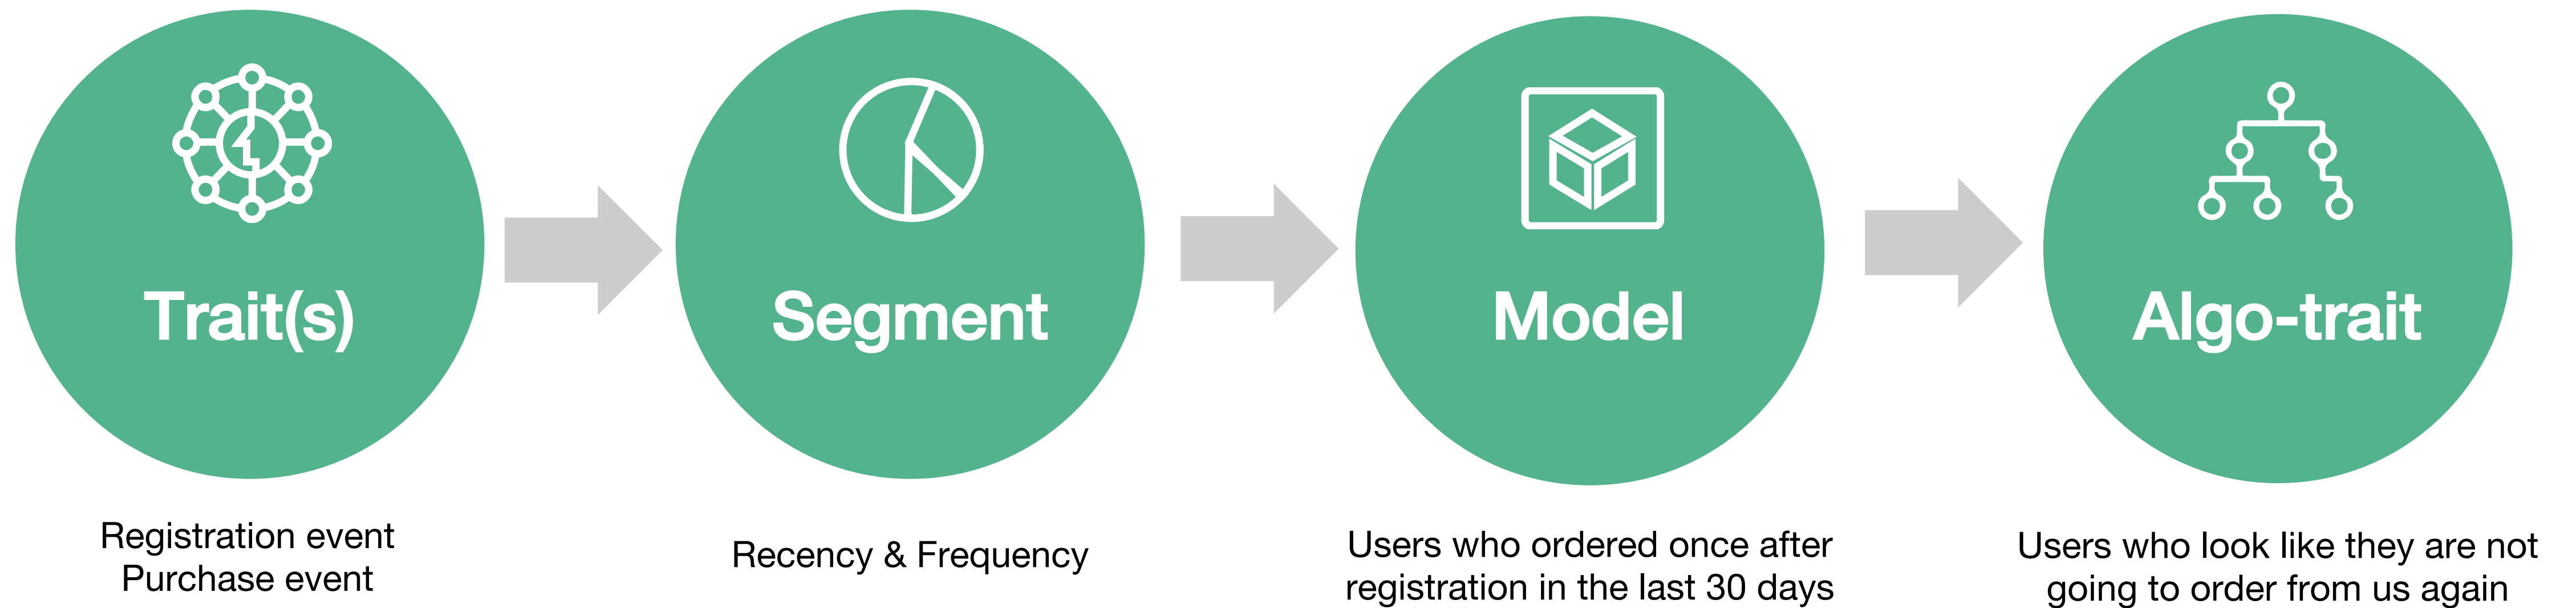 Trait(s)
Segment
Model
Algo-trait
Registration event
Purchase event
Recency & Frequency
Users who ordered once after
registration in the last 30 days
Users who look like they are not
going to order from us again